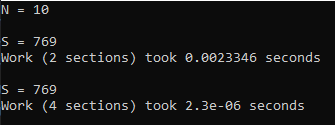 N = 10
S = 769
Work (2 sections) took 0.0023346 seconds
S = 769
Work (4 sections) took 2.3e-06 seconds